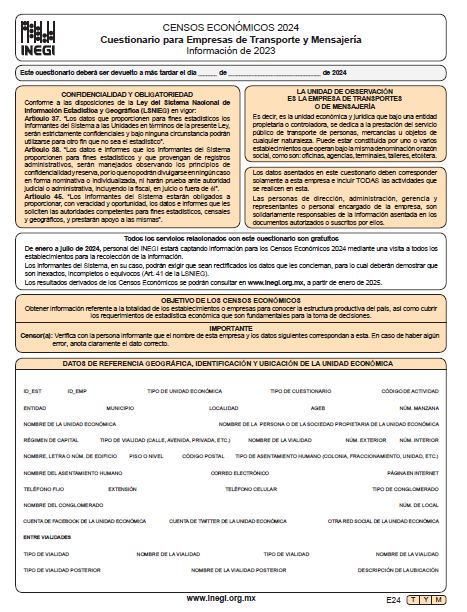 INEGI
CENSOS ECONÓMICOS 2024
Cuestionario para Empresas de Transporte y Mensajería
Información de 2023
Este cuestionario deberá ser devuelto a más tardar el día _____ de _________________________ de 2024
CONFIDENCIALIDAD Y OBLIGATORIEDAD
Conforme a las disposiciones de la Ley del Sistema Nacional de
Información Estadística y Geográfica (LSNIEG) en vigor:
Artículo 37. "Los datos que proporcionen para fines estadísticos los
Informantes del Sistema a las Unidades en términos de la presente Ley,
serán estrictamente confidenciales y bajo ninguna circunstancia podrán
utilizarse para otro fin que no sea el estadístico".
Artículo 38. "Los datos e informes que los Informantes del Sistema
proporcionen para fines estadísticos y que provengan de registros
administrativos, serán manejados observando los principios de
confidencialidad y reserva, por lo que no podrán divulgarse en ningún caso
en forma nominativa o individualizada, ni harán prueba ante autoridad
judicial o administrativa, incluyendo la fiscal, en juicio o fuera de él".
Artículo 45. "Los Informantes del Sistema estarán obligados a
proporcionar, con veracidad y oportunidad, los datos e informes que les
soliciten las autoridades competentes para fines estadísticos, censales
y geográficos, y prestarán apoyo a las mismas".
LA UNIDAD DE OBSERVACIÓN
ES LA EMPRESA DE TRANSPORTES
O DE MENSAJERÍA
Es decir, es la unidad económica y jurídica que bajo una entidad
propietaria o controladora, se dedica a la prestación del servicio
público de transporte de personas, mercancías u objetos de
cualquier naturaleza. Puede estar constituida por uno o varios
establecimientos que operan bajo la misma denominación o razón
social, como son: oficinas, agencias, terminales, talleres, etcétera.
Los datos asentados en este cuestionario deben corresponder
solamente a esta empresa e incluir TODAS las actividades que
se realicen en esta.
Las personas de dirección, administración, gerencia y
representantes o personal encargado de la empresa, son
solidariamente responsables de la información asentada en los
documentos autorizados o suscritos por ellos.
Todos los servicios relacionados con este cuestionario son gratuitos
De enero a julio de 2024, personal del INEGI estará captando información para los Censos Económicos 2024 mediante una visita a todos los
establecimientos para la recolección de la información.
Los informantes del Sistema, en su caso, podrán exigir que sean rectificados los datos que les conciernan, para lo cual deberán demostrar que
son inexactos, incompletos o equívocos (Art. 41 de la LSNIEG).
Los resultados derivados de los Censos Económicos se podrán consultar en www.inegi.org.mx, a partir de enero de 2025.
OBJETIVO DE LOS CENSOS ECONÓMICOS
Obtener información referente a la totalidad de los establecimientos o empresas para conocer la estructura productiva del país, así como cubrir
los requerimientos de estadística económica que son fundamentales para la toma de decisiones.
IMPORTANTE
Censor(a): Verifica con la persona informante que el nombre de esta empresa y los datos siguientes correspondan a esta. En caso de haber algún
error, anota claramente el dato correcto.
DATOS DE REFERENCIA GEOGRÁFICA, IDENTIFICACIÓN Y UBICACIÓN DE LA UNIDAD ECONÓMICA
ID_EST ID_EMP TIPO DE UNIDAD ECONÓMICA TIPO DE CUESTIONARIO CÓDIGO DE ACTIVIDAD
ENTIDAD MUNICIPIO LOCALIDAD AGEB NÚM. MANZANA
NOMBRE DE LA UNIDAD ECONÓMICA NOMBRE DE LA PERSONA O DE LA SOCIEDAD PROPIETARIA DE LA UNIDAD ECONÓMICA
RÉGIMEN DE CAPITAL TIPO DE VIALIDAD (CALLE, AVENIDA, PRIVADA, ETC.) NOMBRE DE LA VIALIDAD NÚM. EXTERIOR NÚM. INTERIOR
NOMBRE, LETRA O NÚM. DE EDIFICIO PISO O NIVEL CÓDIGO POSTAL TIPO DE ASENTAMIENTO HUMANO (COLONIA, FRACCIONAMIENTO, UNIDAD, ETC.)
NOMBRE DEL ASENTAMIENTO HUMANO CORREO ELECTRÓNICO PÁGINA EN INTERNET
TELÉFONO FIJO EXTENSIÓN TELÉFONO CELULAR TIPO DE CONGLOMERADO
NOMBRE DEL CONGLOMERADO NÚM. DE LOCAL
CUENTA DE FACEBOOK DE LA UNIDAD ECONÓMICA CUENTA DE TWITTER DE LA UNIDAD ECONÓMICA OTRA RED SOCIAL DE LA UNIDAD ECONÓMICA
ENTRE VIALIDADES
TIPO DE VIALIDAD NOMBRE DE LA VIALIDAD TIPO DE VIALIDAD NOMBRE DE LA VIALIDAD
TIPO DE VIALIDAD POSTERIOR NOMBRE DE LA VIALIDAD POSTERIOR DESCRIPCIÓN DE LA UBICACIÓN
www.inegi.org.mx
E24 T Y M